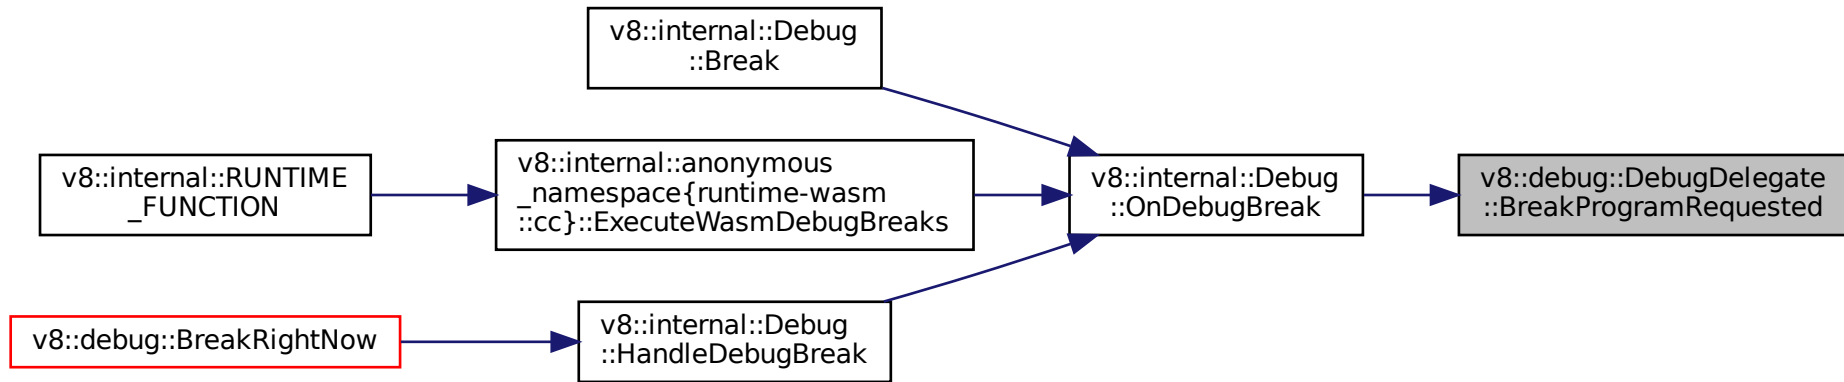 v8::internal::Debug
::Break
v8::internal::RUNTIME
_FUNCTION
v8::internal::anonymous
_namespace{runtime-wasm
::cc}::ExecuteWasmDebugBreaks
v8::internal::Debug
::OnDebugBreak
v8::debug::DebugDelegate
::BreakProgramRequested
v8::debug::BreakRightNow
v8::internal::Debug
::HandleDebugBreak